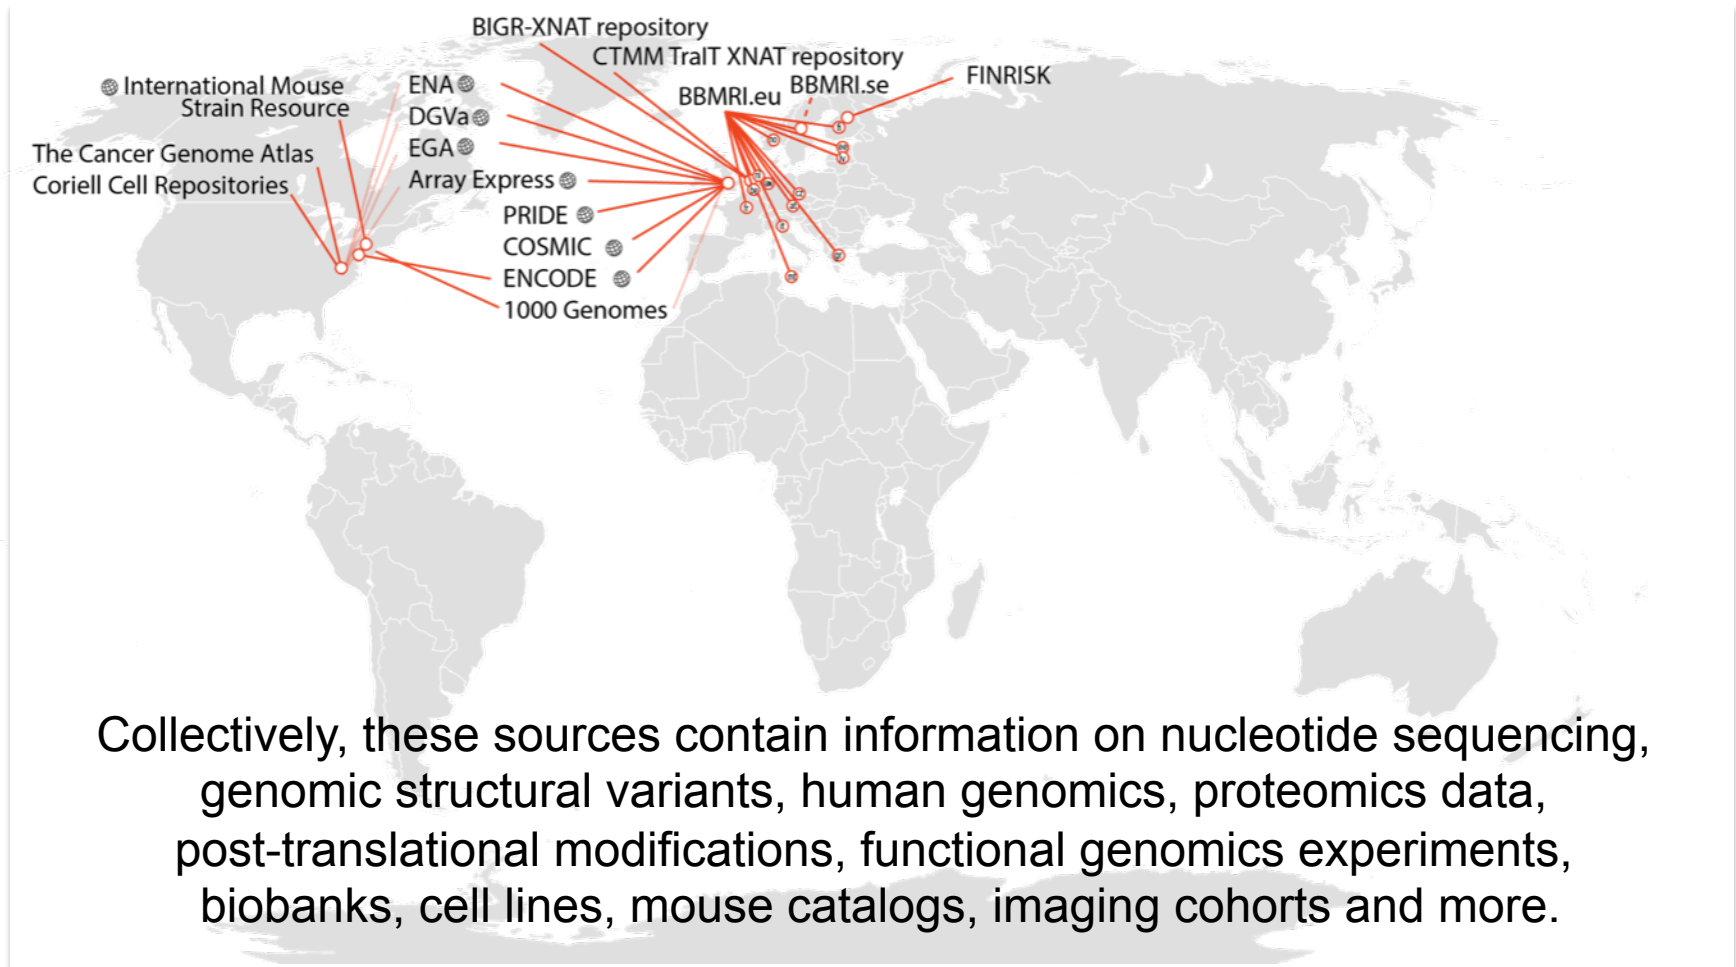 BIGR-XNAT repository
CTMM TraIT XNAT repository
BBMRI.eu
BBMRI.se
FINRISK
International Mouse
Strain Resource
The Cancer Genome Atlas
Coriell Cell Repositories
ENA
DGVa
EGA
Array Express
PRIDE
COSMIC
ENCODE
1000 Genomes
Collectively, these sources contain information on nucleotide sequencing,
genomic structural variants, human genomics, proteomics data,
post-translational modifications, functional genomics experiments,
biobanks, cell lines, mouse catalogs, imaging cohorts and more.